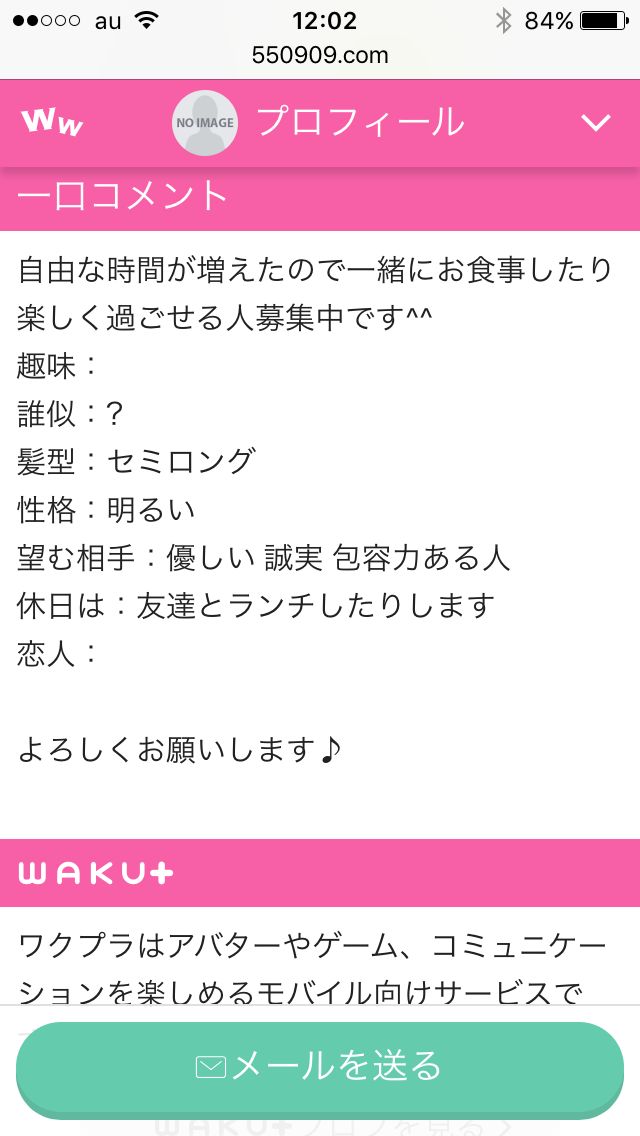 au 12:02 84%
550909.com
WW NO IMAGE プロフィール
一口コメント
自由な時間が増えたので一緒にお食事したり
楽しく過ごせる人募集中です^^
趣味：
誰似：?
髪型：セミロング
性格：明るい
望む相手：優しい 誠実 包容力ある人
休日は：友達とランチしたりします
恋人：
よろしくお願いします♪
WAKU+
ワクプラはアバターやゲーム、コミュニケー
ションを楽しめるモバイル向けサービスで
メールを送る
WAKU+プロフを見る